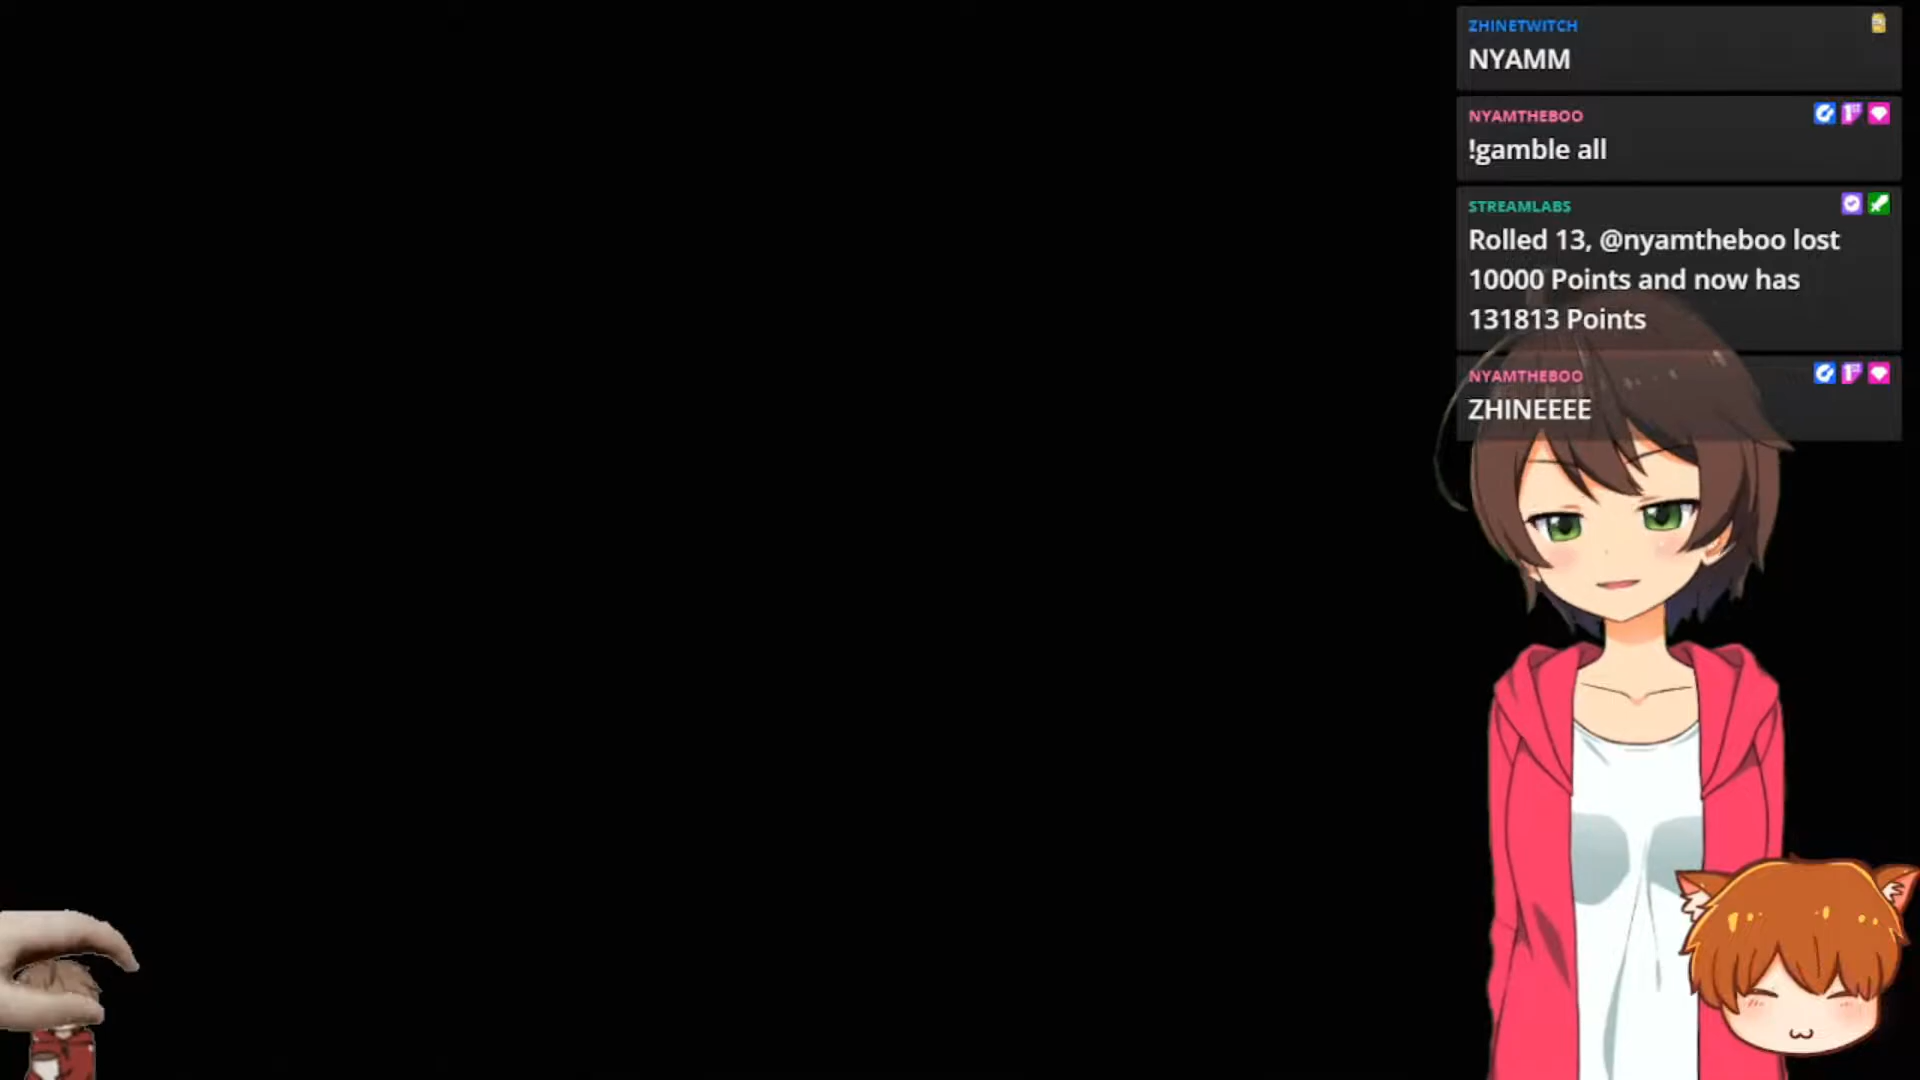 ZHINETWITCH
NYAMM
NYAMTHEBOO
!gamble all
STREAMLABS
Rolled 13, @nyamtheboo lost
10000 Points and now has
131813 Points
NYAMTHEBOO
ZHINEEEE